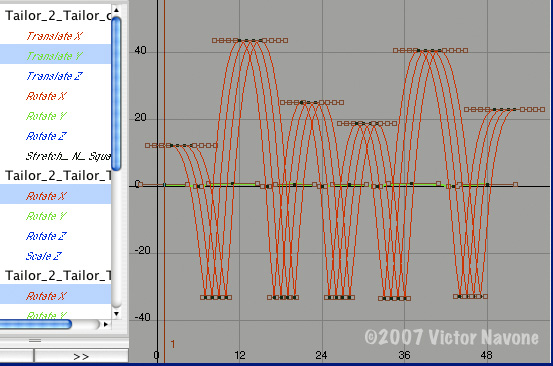 Tailor_2_Tailor_c
Translate X
Translate Y
Translate Z
Rotate X
Rotate Y
Rotate Z
Stretch_ N_ Squa
Tailor_2_Tailor_T
Rotate X
Rotate Y
Rotate Z
Scale Z
Tailor_2_Tailor_T
Rotate X
Rotate Y
>>
40
20
0
-20
-40
0 12 24 36 48
1
©2007 Victor Navone